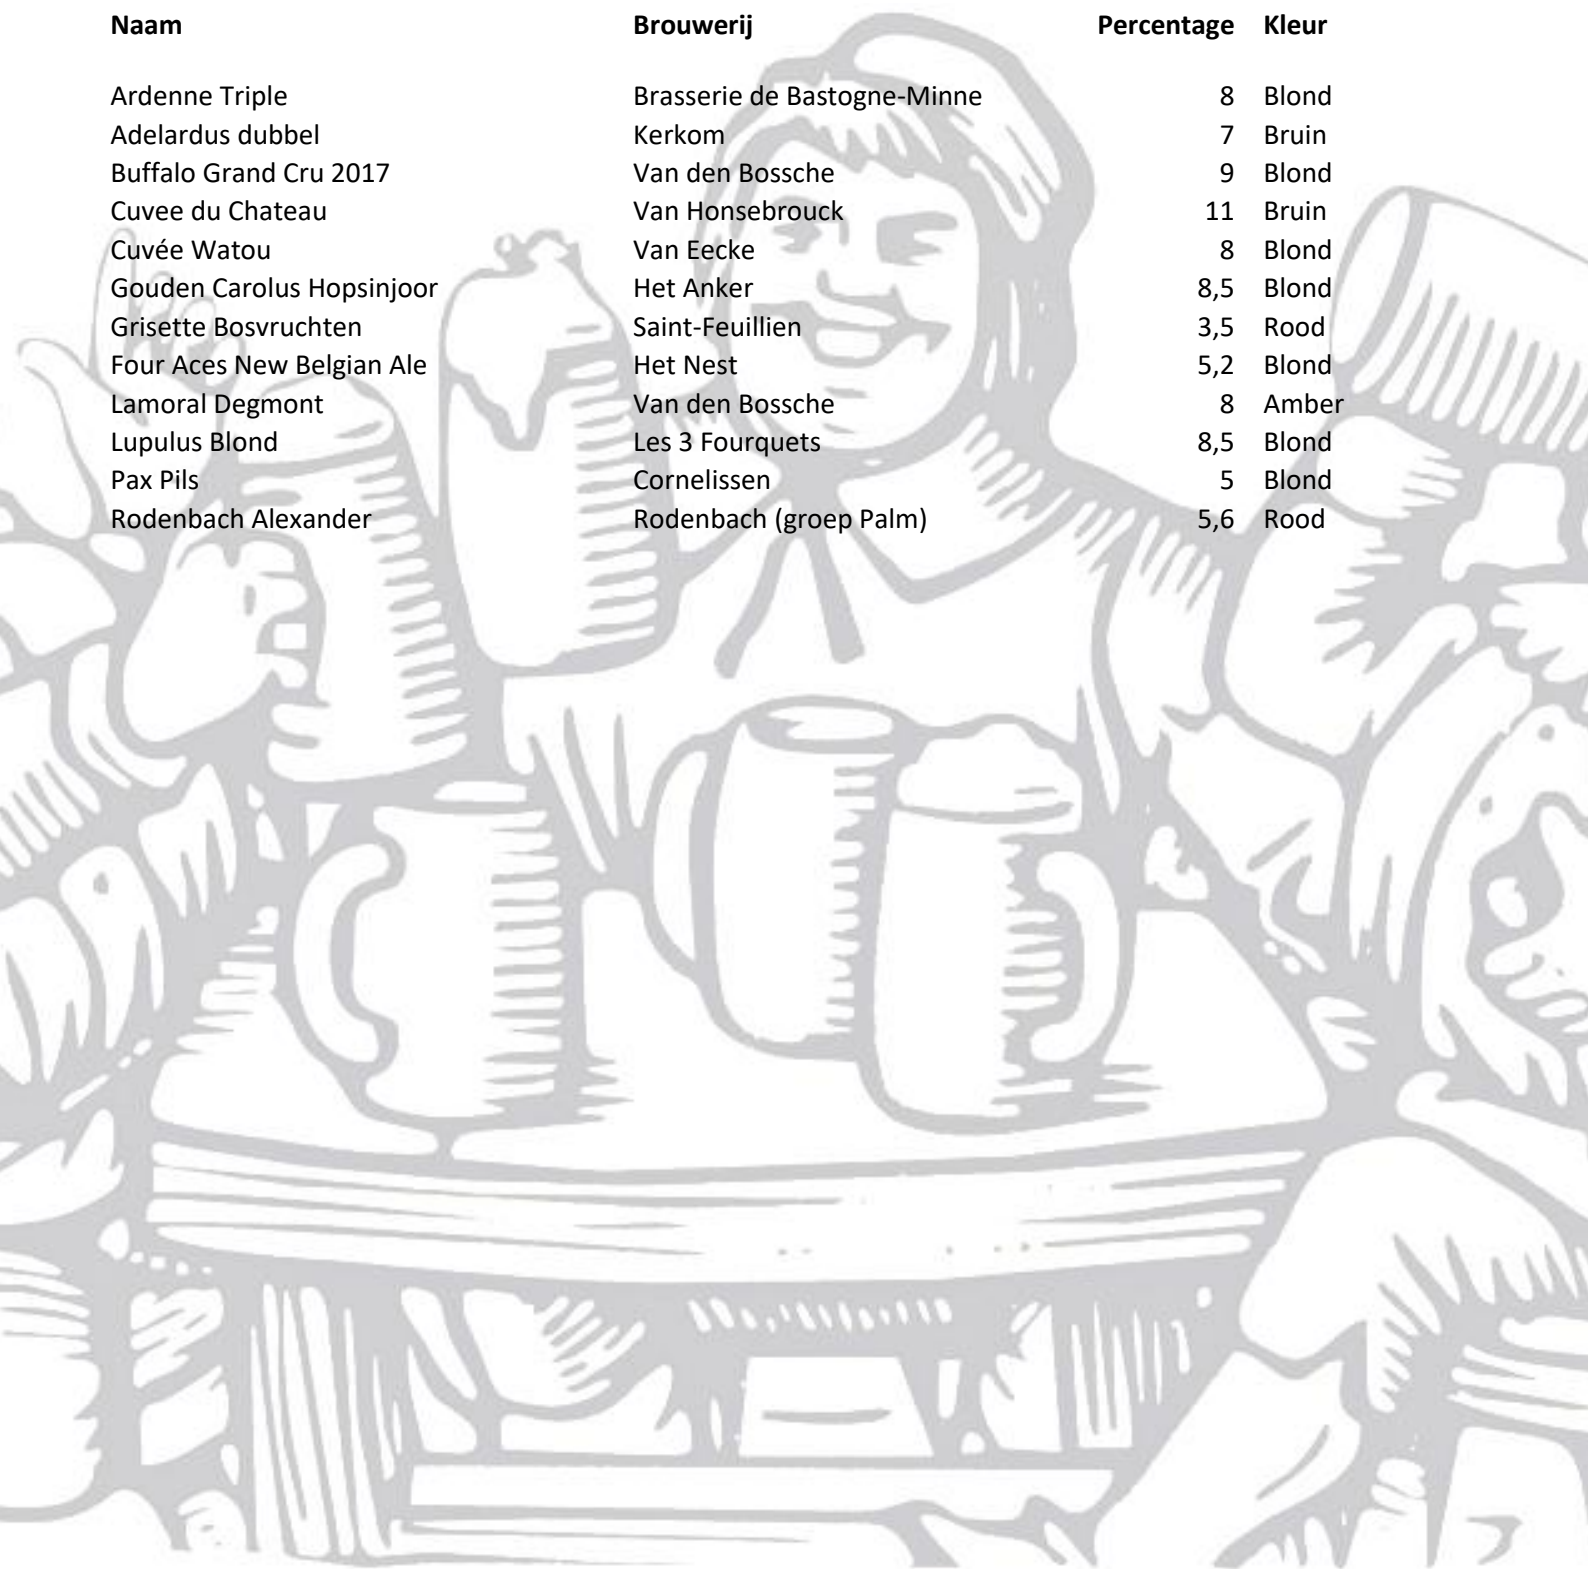 Naam Brouwerij Percentage Kleur
Ardenne Triple Brasserie de Bastogne-Minne 8 Blond
Adelardus dubbel Kerkom 7 Bruin
Buffalo Grand Cru 2017 Van den Bossche 9 Blond
Cuvee du Chateau Van Honsebrouck 11 Bruin
Cuvée Watou Van Eecke 8 Blond
Gouden Carolus Hopsinjoor Het Anker 8,5 Blond
Grisette Bosvruchten Saint-Feuillien 3,5 Rood
Four Aces New Belgian Ale Het Nest 5,2 Blond
Lamoral Degmont Van den Bossche 8 Amber
Lupulus Blond Les 3 Fourquets 8,5 Blond
Pax Pils Cornelissen 5 Blond
Rodenbach Alexander Rodenbach (groep Palm) 5,6 Rood